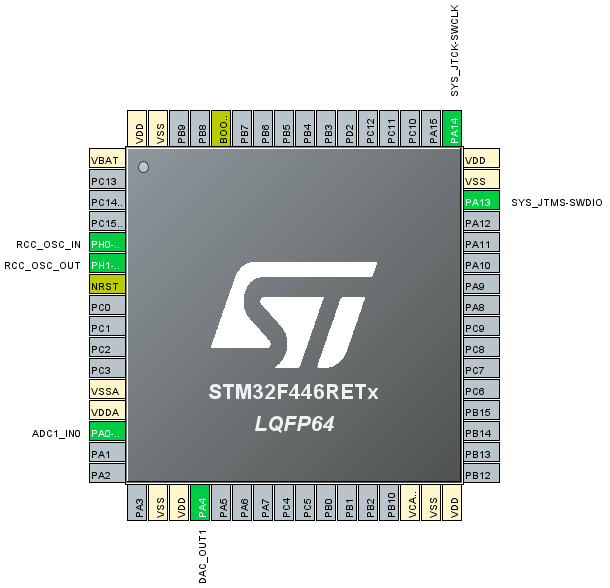 SYS_JTCK-SWCLK
VDD
VSS
PB9
PB8
BOO..
PB7
PB6
PB5
PB4
PB3
PD2
PC12
PC11
PC10
PA15
PA14
VBAT
PC13
PC14..
PC15..
RCC_OSC_IN PH0-..
RCC_OSC_OUT PH1-..
NRST
PC0
PC1
PC2
PC3
VSSA
VDDA
ADC1_IN0 PA0-..
PA1
PA2
VDD
VSS
PA13 SYS_JTMS-SWDIO
PA12
PA11
PA10
PA9
PA8
PC9
PC8
PC7
PC6
PB15
PB14
PB13
PB12
ST
STM32F446RETx
LQFP64
PA3
VSS
VDD
PA4
PA5
PA6
PA7
PC4
PC5
PB0
PB1
PB2
PB10
VCA..
VSS
VDD
DAC_OUT1